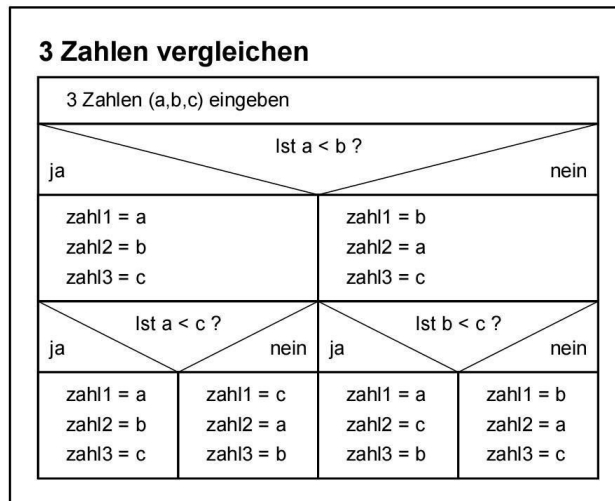 3 Zahlen vergleichen
3 Zahlen (a,b,c) eingeben
Ist a < b ?
ja
nein
zahl1 = a
zahl2 = b
zahl3 = c
zahl1 = b
zahl2 = a
zahl3 = c
Ist a < c ?
ja
nein
Ist b < c ?
ja
nein
zahl1 = a
zahl2 = b
zahl3 = c
zahl1 = c
zahl2 = a
zahl3 = b
zahl1 = a
zahl2 = c
zahl3 = b
zahl1 = b
zahl2 = a
zahl3 = c